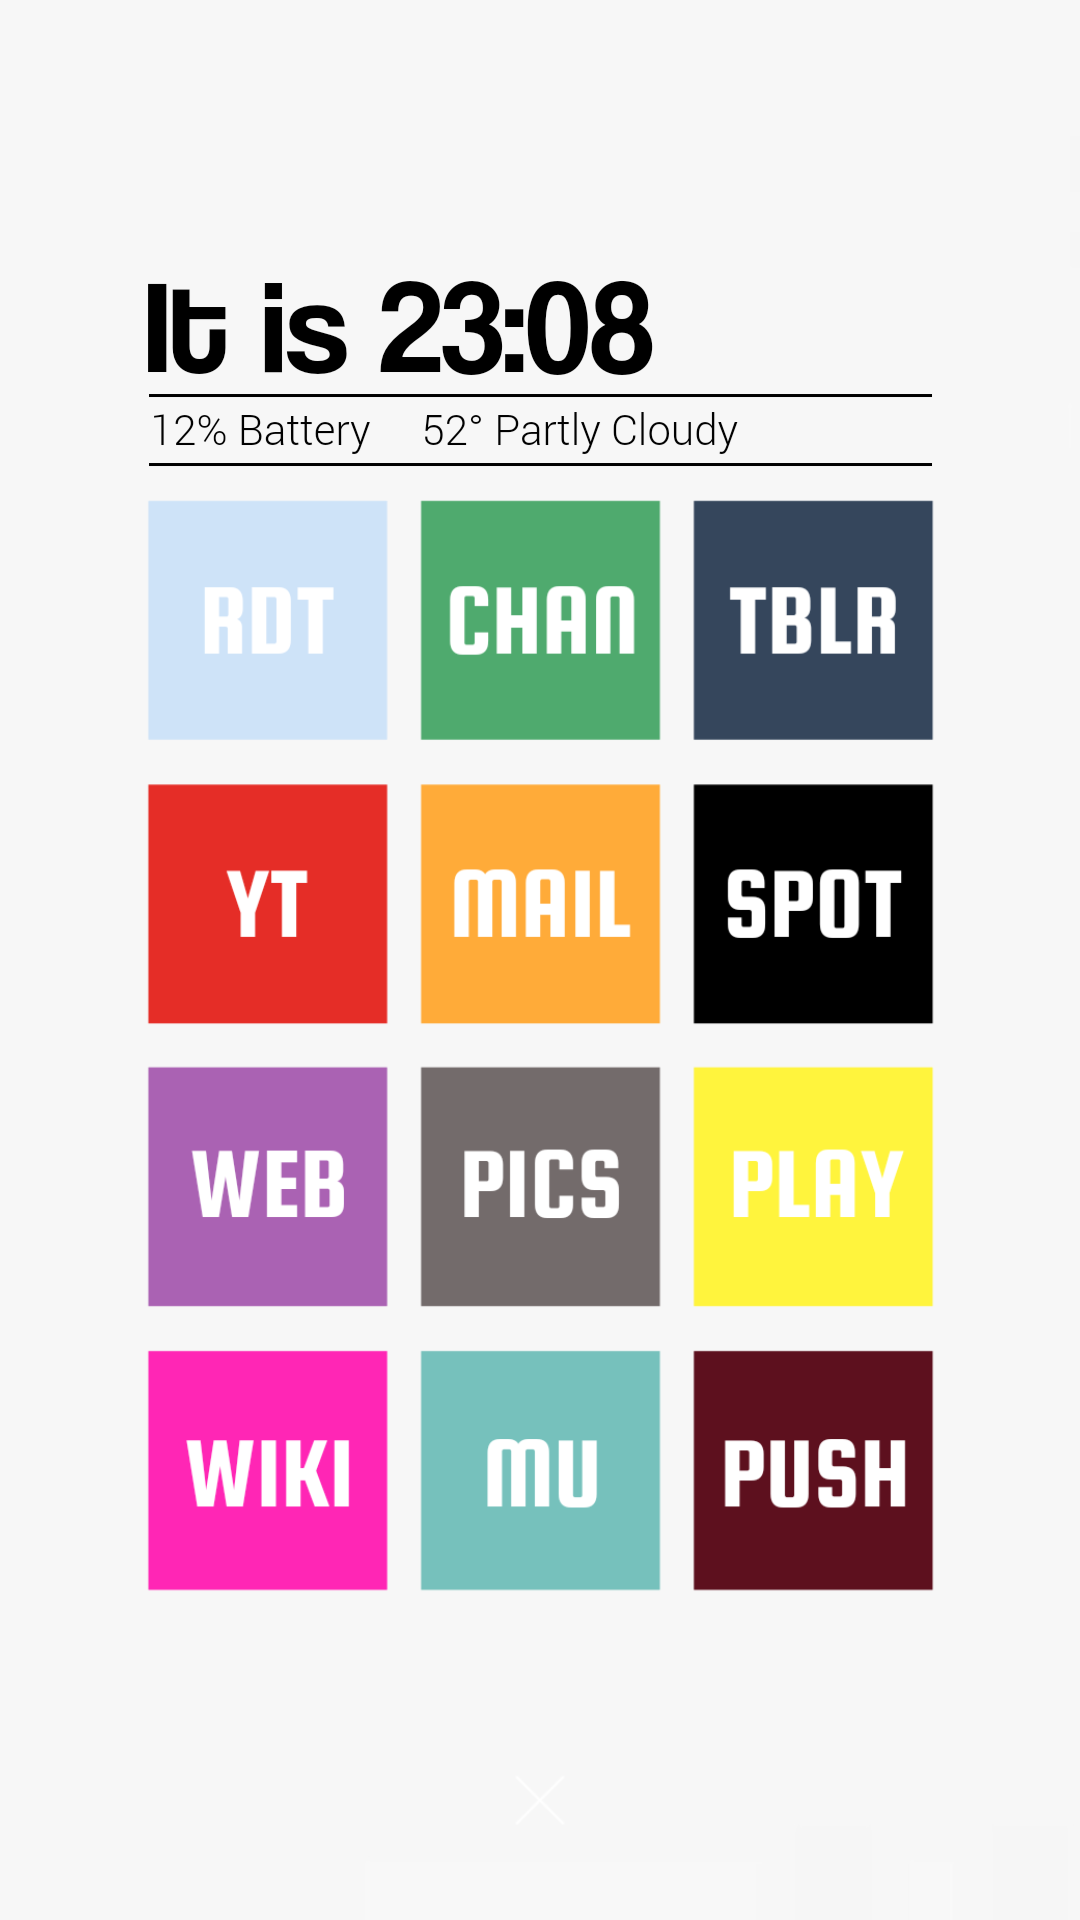 It is 23:08
12% Battery 52° Partly Cloudy
RDT CHAN TBLR
YT MAIL SPOT
WEB PICS PLAY
WIKI MU PUSH